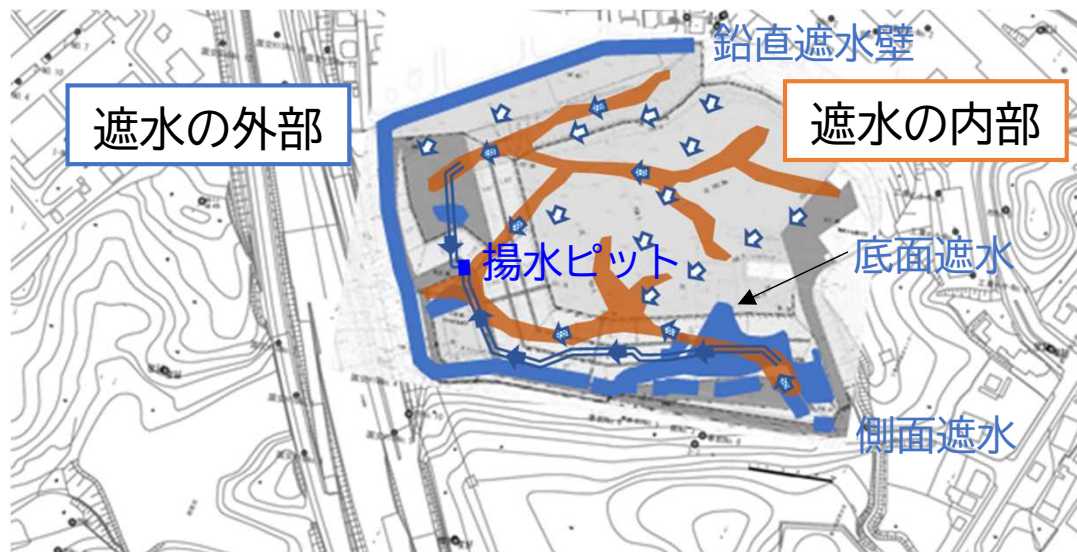 鉛直遮水壁
遮水の外部
遮水の内部
揚水ピット
底面遮水
側面遮水